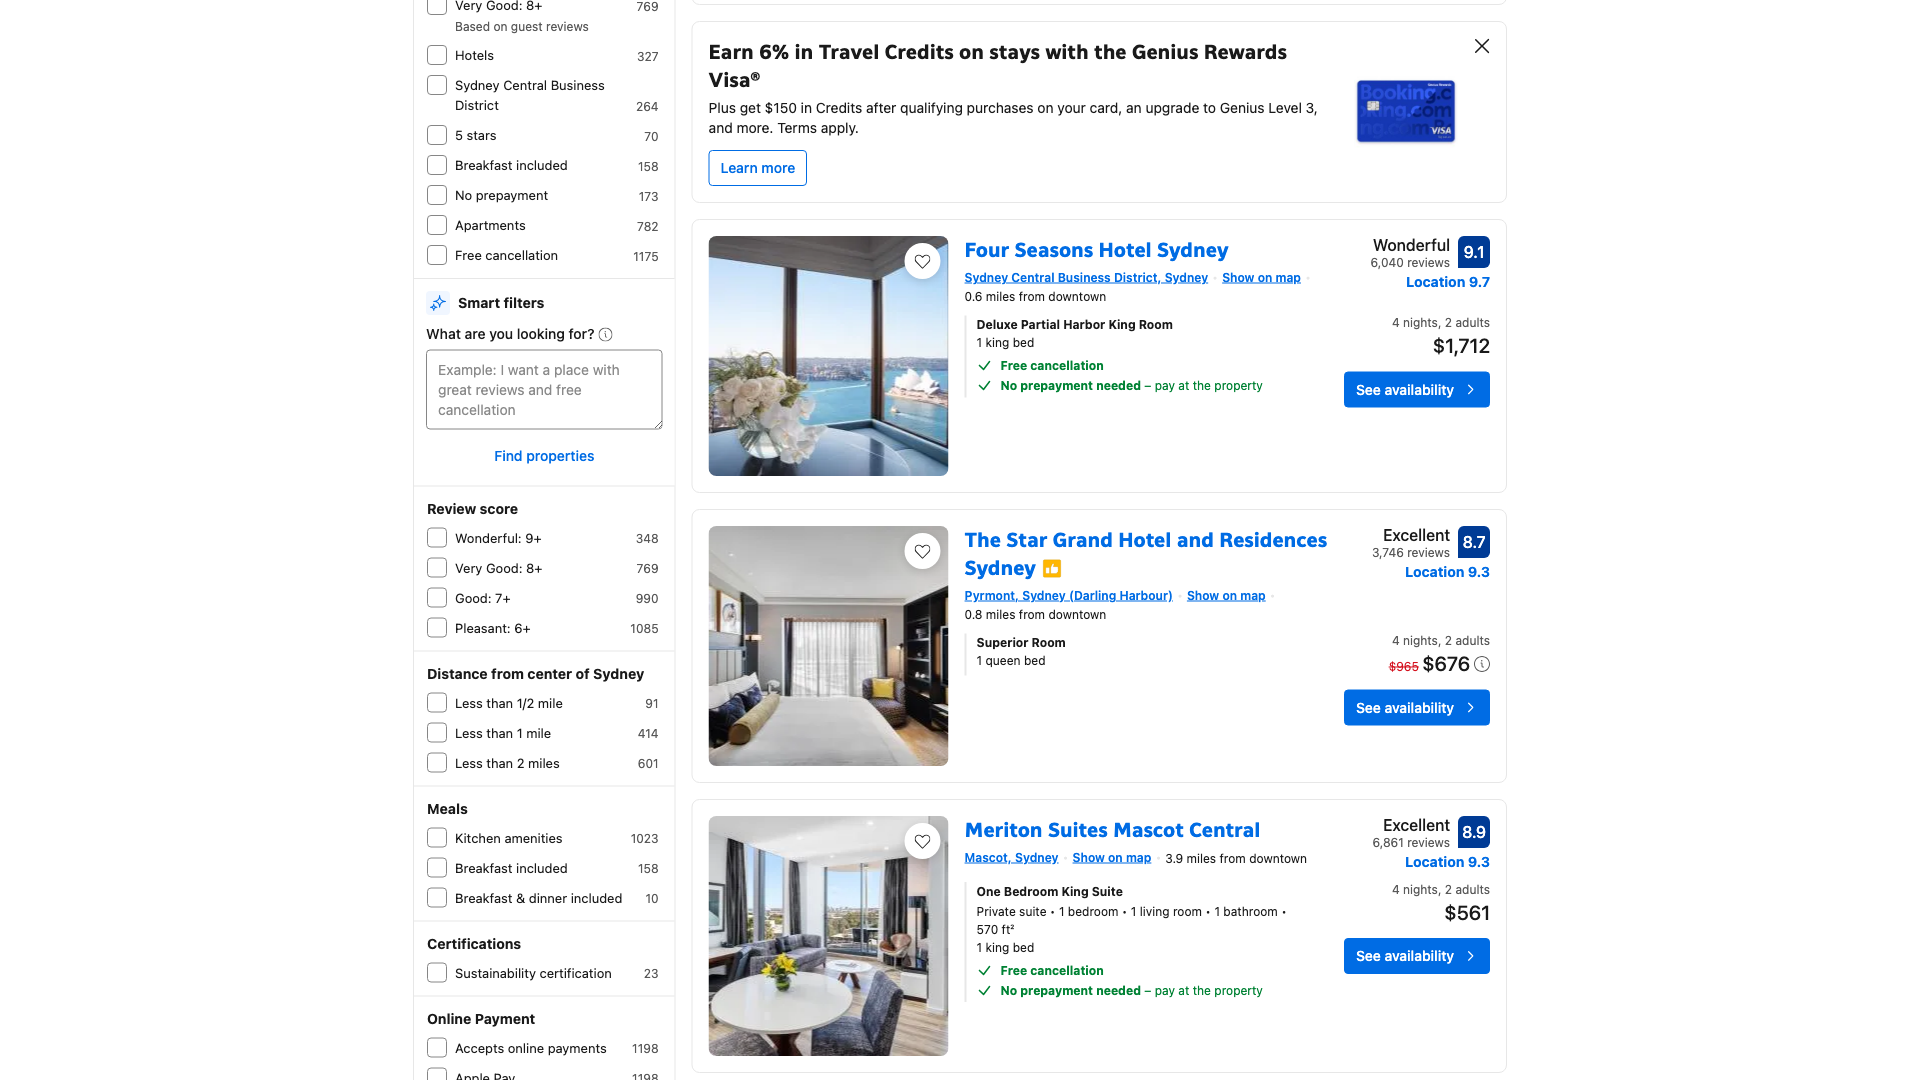 Very Good: 8+ 769
Based on guest reviews
Hotels 327
Sydney Central Business
District 264
5 stars 70
Breakfast included 158
No prepayment 173
Apartments 782
Free cancellation 1175
Smart filters
What are you looking for?
Example: I want a place with
great reviews and free
cancellation
Find properties
Review score
Wonderful: 9+ 348
Very Good: 8+ 769
Good: 7+ 990
Pleasant: 6+ 1085
Distance from center of Sydney
Less than 1/2 mile 91
Less than 1 mile 414
Less than 2 miles 601
Meals
Kitchen amenities 1023
Breakfast included 158
Breakfast & dinner included 10
Certifications
Sustainability certification 23
Online Payment
Accepts online payments 1198
Apple Pay 1198
Earn 6% in Travel Credits on stays with the Genius Rewards
Visa®
Plus get $150 in Credits after qualifying purchases on your card, an upgrade to Genius Level 3,
and more. Terms apply.
Learn more
Booking.c
king.com
ng.com
VISA
Four Seasons Hotel Sydney
Sydney Central Business District, Sydney · Show on map ·
0.6 miles from downtown
Deluxe Partial Harbor King Room
1 king bed
Free cancellation
No prepayment needed – pay at the property
Wonderful 9.1
6,040 reviews
Location 9.7
4 nights, 2 adults
$1,712
See availability
The Star Grand Hotel and Residences
Sydney
Pyrmont, Sydney (Darling Harbour) · Show on map ·
0.8 miles from downtown
Superior Room
1 queen bed
Excellent 8.7
3,746 reviews
Location 9.3
4 nights, 2 adults
$965 $676
See availability
Meriton Suites Mascot Central
Mascot, Sydney · Show on map · 3.9 miles from downtown
One Bedroom King Suite
Private suite • 1 bedroom • 1 living room • 1 bathroom •
570 ft²
1 king bed
Free cancellation
No prepayment needed – pay at the property
Excellent 8.9
6,861 reviews
Location 9.3
4 nights, 2 adults
$561
See availability